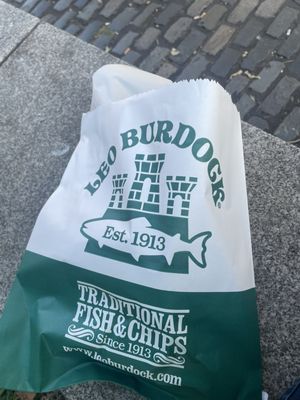 LEO BURDOCK
Est. 1913
TRADITIONAL
FISH & CHIPS
Since 1913
www.leoburdock.com